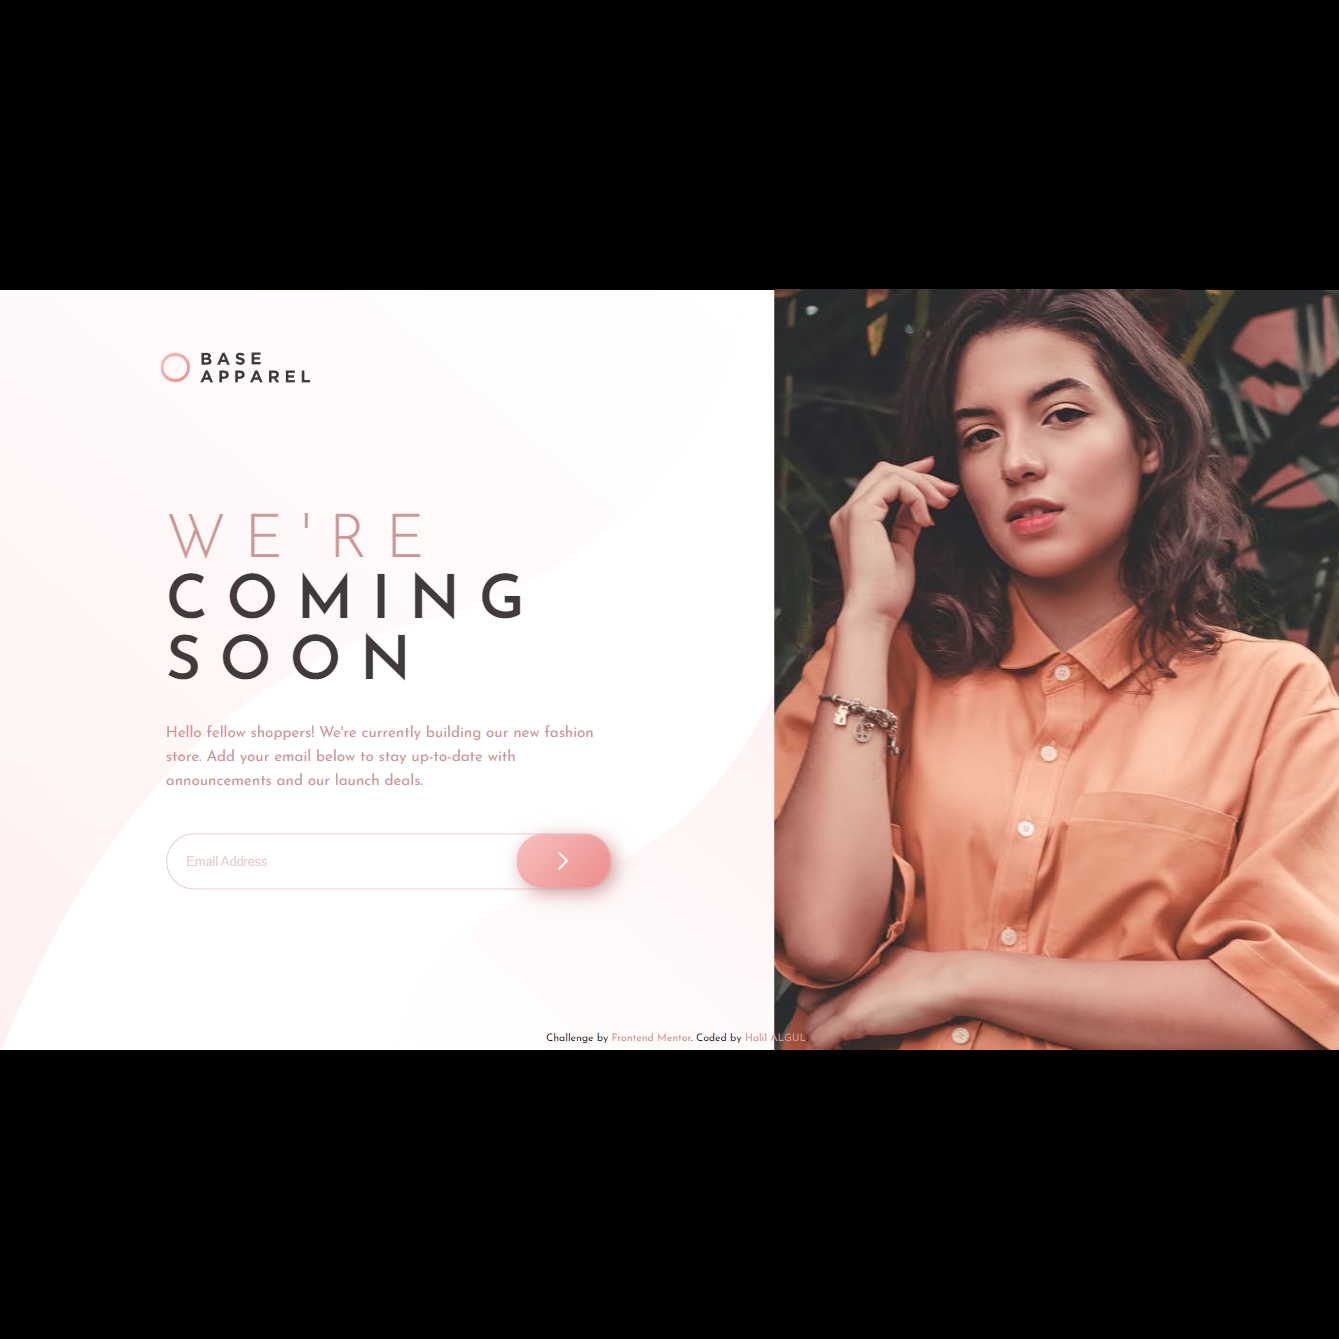 BASE
APPAREL
WE'RE
COMING
SOON
Hello fellow shoppers! We're currently building our new fashion
store. Add your email below to stay up-to-date with
announcements and our launch deals.
Email Address
Challenge by Frontend Mentor. Coded by Halil ALGUL